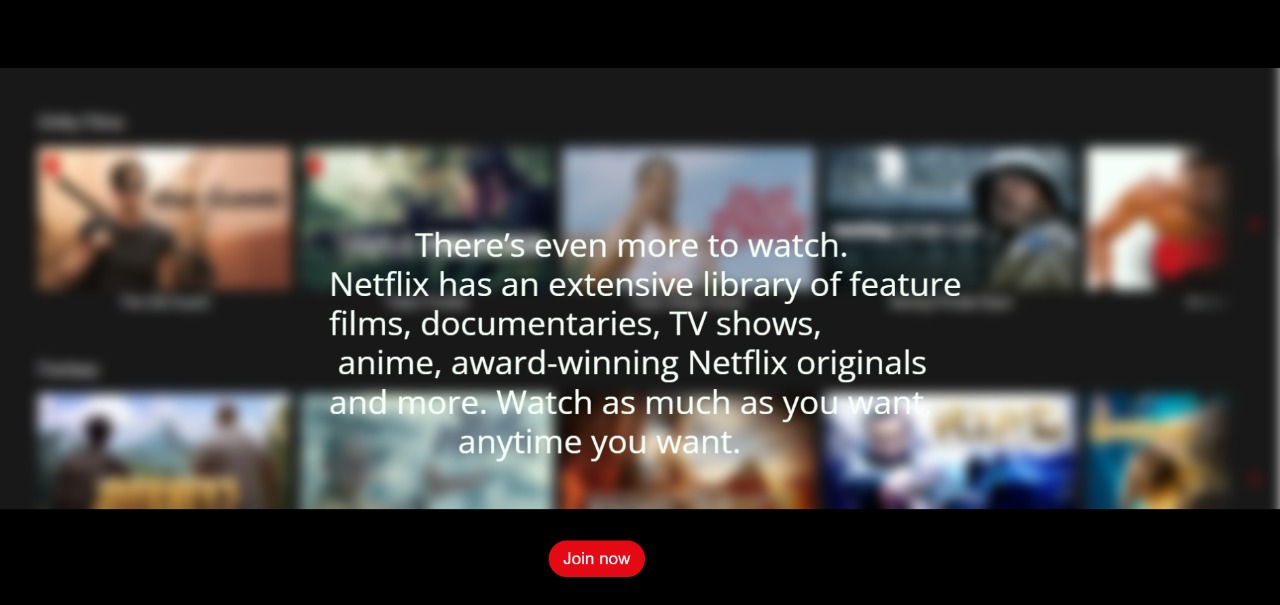 There’s even more to watch.
Netflix has an extensive library of feature
films, documentaries, TV shows,
anime, award-winning Netflix originals
and more. Watch as much as you want,
anytime you want.
Join now